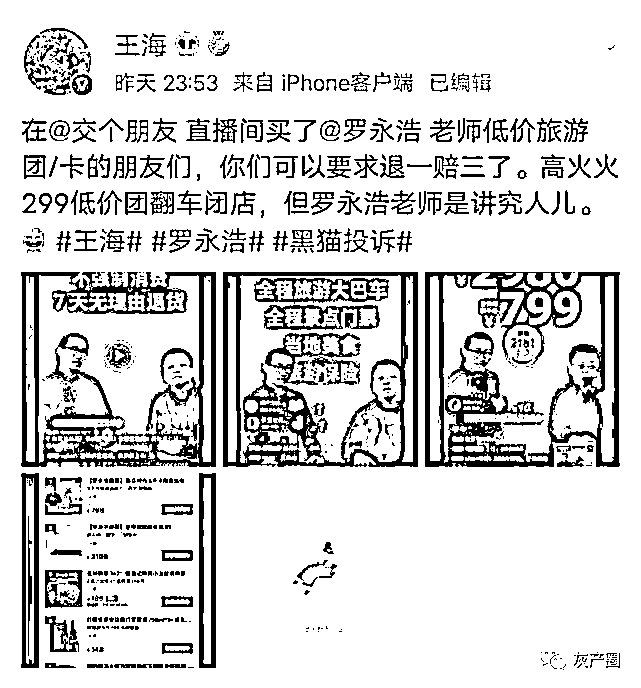 王海
昨天 23:53 来自 iPhone客户端 已编辑
在@交个朋友 直播间买了@罗永浩 老师低价旅游
团/卡的朋友们，你们可以要求退一赔三了。高火火
299低价团翻车闭店，但罗永浩老师是讲究人儿。
#王海# #罗永浩# #黑猫投诉#
不强制消费
7天无理由退货
全程旅游大巴车
全程景点门票
当地美食
¥2980
¥799
灰产圈